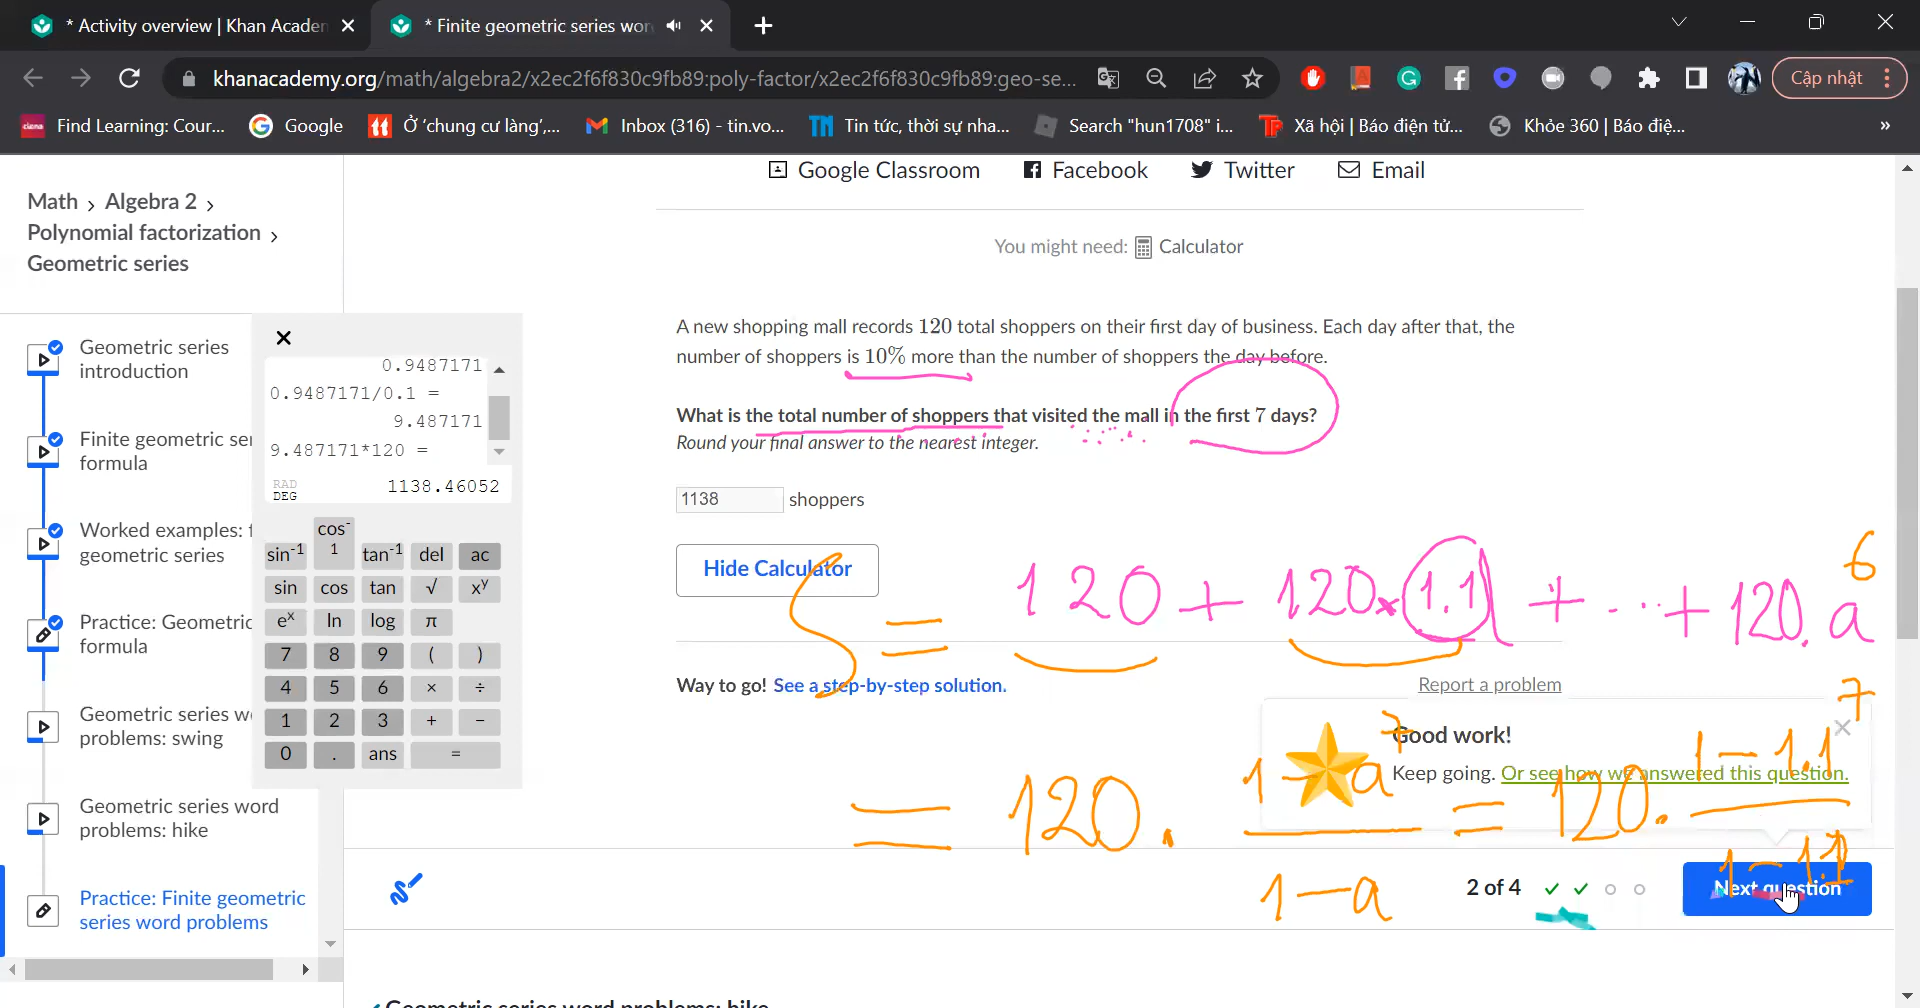 * Activity overview | Khan Academ
* Finite geometric series wor
khanacademy.org/math/algebra2/x2ec2f6f830c9fb89:poly-factor/x2ec2f6f830c9fb89:geo-se...
Cập nhật
ciena Find Learning: Cour...
Google
Ở 'chung cư làng',...
Inbox (316) - tin.vo...
Tin tức, thời sự nha...
Search "hun1708" i...
Xã hội | Báo điện tử...
Khỏe 360 | Báo điệ...
»
Google Classroom Facebook Twitter Email
Math > Algebra 2 >
Polynomial factorization >
Geometric series
You might need: Calculator
A new shopping mall records 120 total shoppers on their first day of business. Each day after that, the
number of shoppers is 10% more than the number of shoppers the day before.
What is the total number of shoppers that visited the mall in the first 7 days?
Round your final answer to the nearest integer.
1138 shoppers
Hide Calculator
S = 120 + 120 × 1.1 + ... + 120.a⁶
Way to go! See a step-by-step solution.
Report a problem
Good work!
Keep going. Or see how we answered this question.
= 120. (1 - a⁷)/(1 - a) = 120. (1 - 1.1⁷)/(1 - 1.1)
2 of 4
Next question
Geometric series
introduction
Finite geometric ser
formula
Worked examples: f
geometric series
Practice: Geometric
formula
Geometric series w
problems: swing
Geometric series word
problems: hike
Practice: Finite geometric
series word problems
0.9487171
0.9487171/0.1 =
9.487171
9.487171*120 =
RAD
DEG
1138.46052
sin⁻¹ cos⁻¹ tan⁻¹ del ac
sin cos tan √ xʸ
eˣ ln log π
7 8 9 ( )
4 5 6 × ÷
1 2 3 + −
0 . ans =
Geometric series word problems: hike